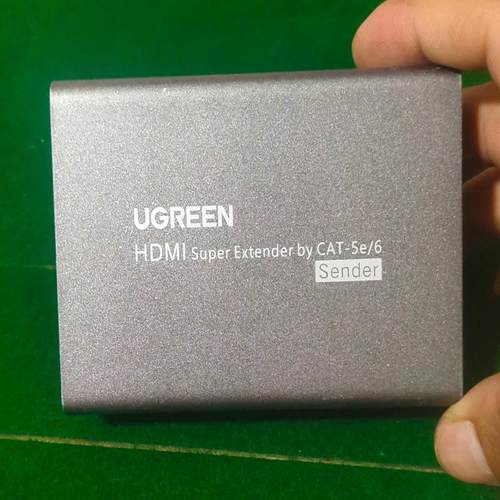 UGREEN
HDMI Super Extender by CAT-5e/6
Sender